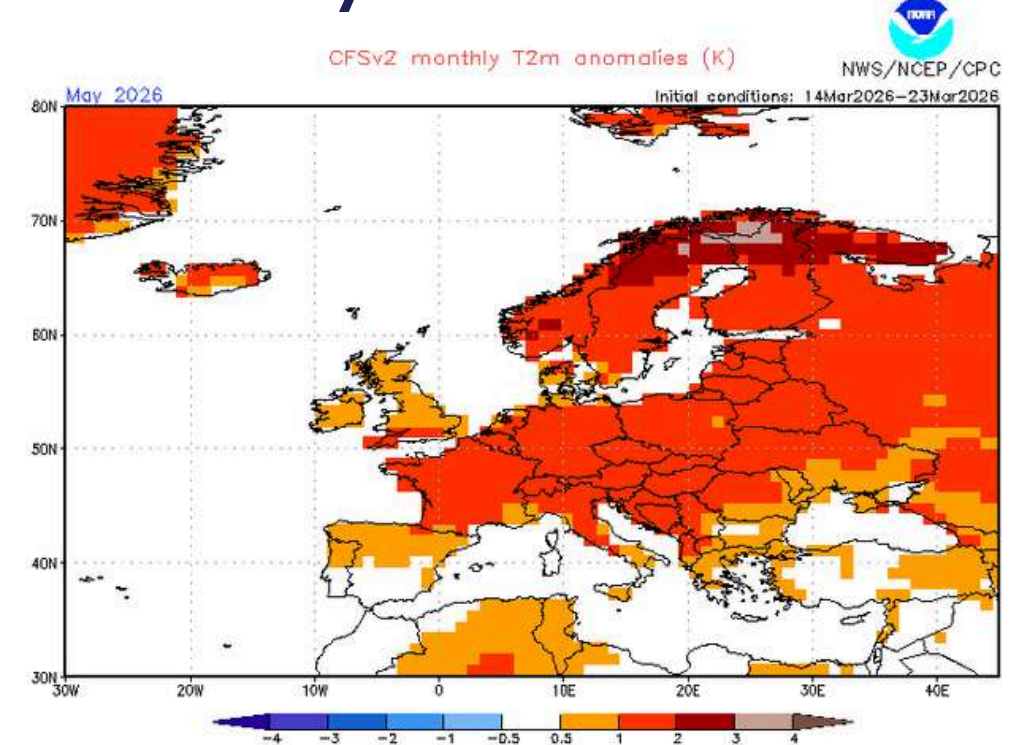 noaa
CFSv2 monthly T2m anomalies (K)
NWS/NCEP/CPC
May 2026
Initial conditions: 14Mar2026–23Mar2026
80N
70N
60N
50N
40N
30N
30W 20W 10W 0 10E 20E 30E 40E
-4 -3 -2 -1 -0.5 0.5 1 2 3 4